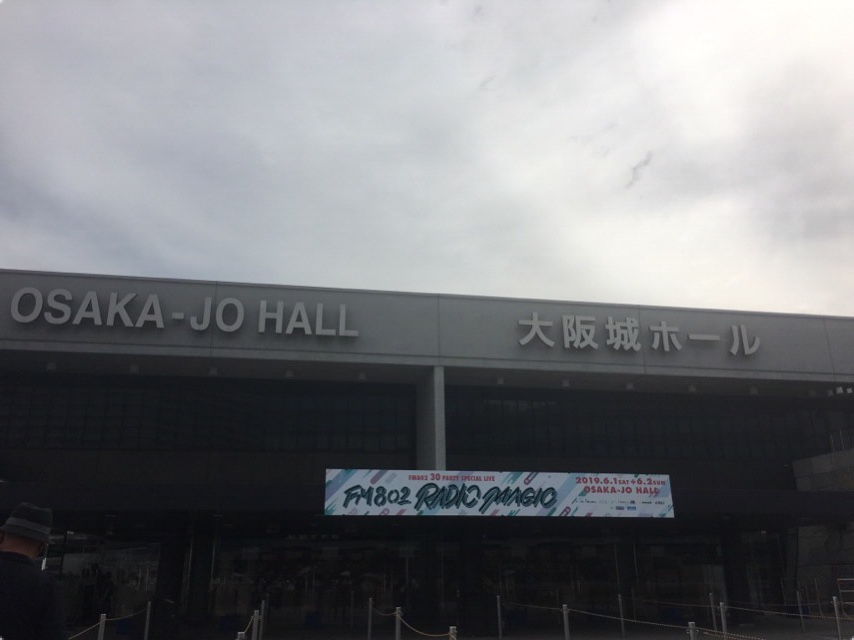 OSAKA-JO HALL
大阪城ホール
FM802 30 PARTY SPECIAL LIVE
FM802 RADIO MAGIC
2019.6.1 SAT + 6.2 SUN
OSAKA-JO HALL